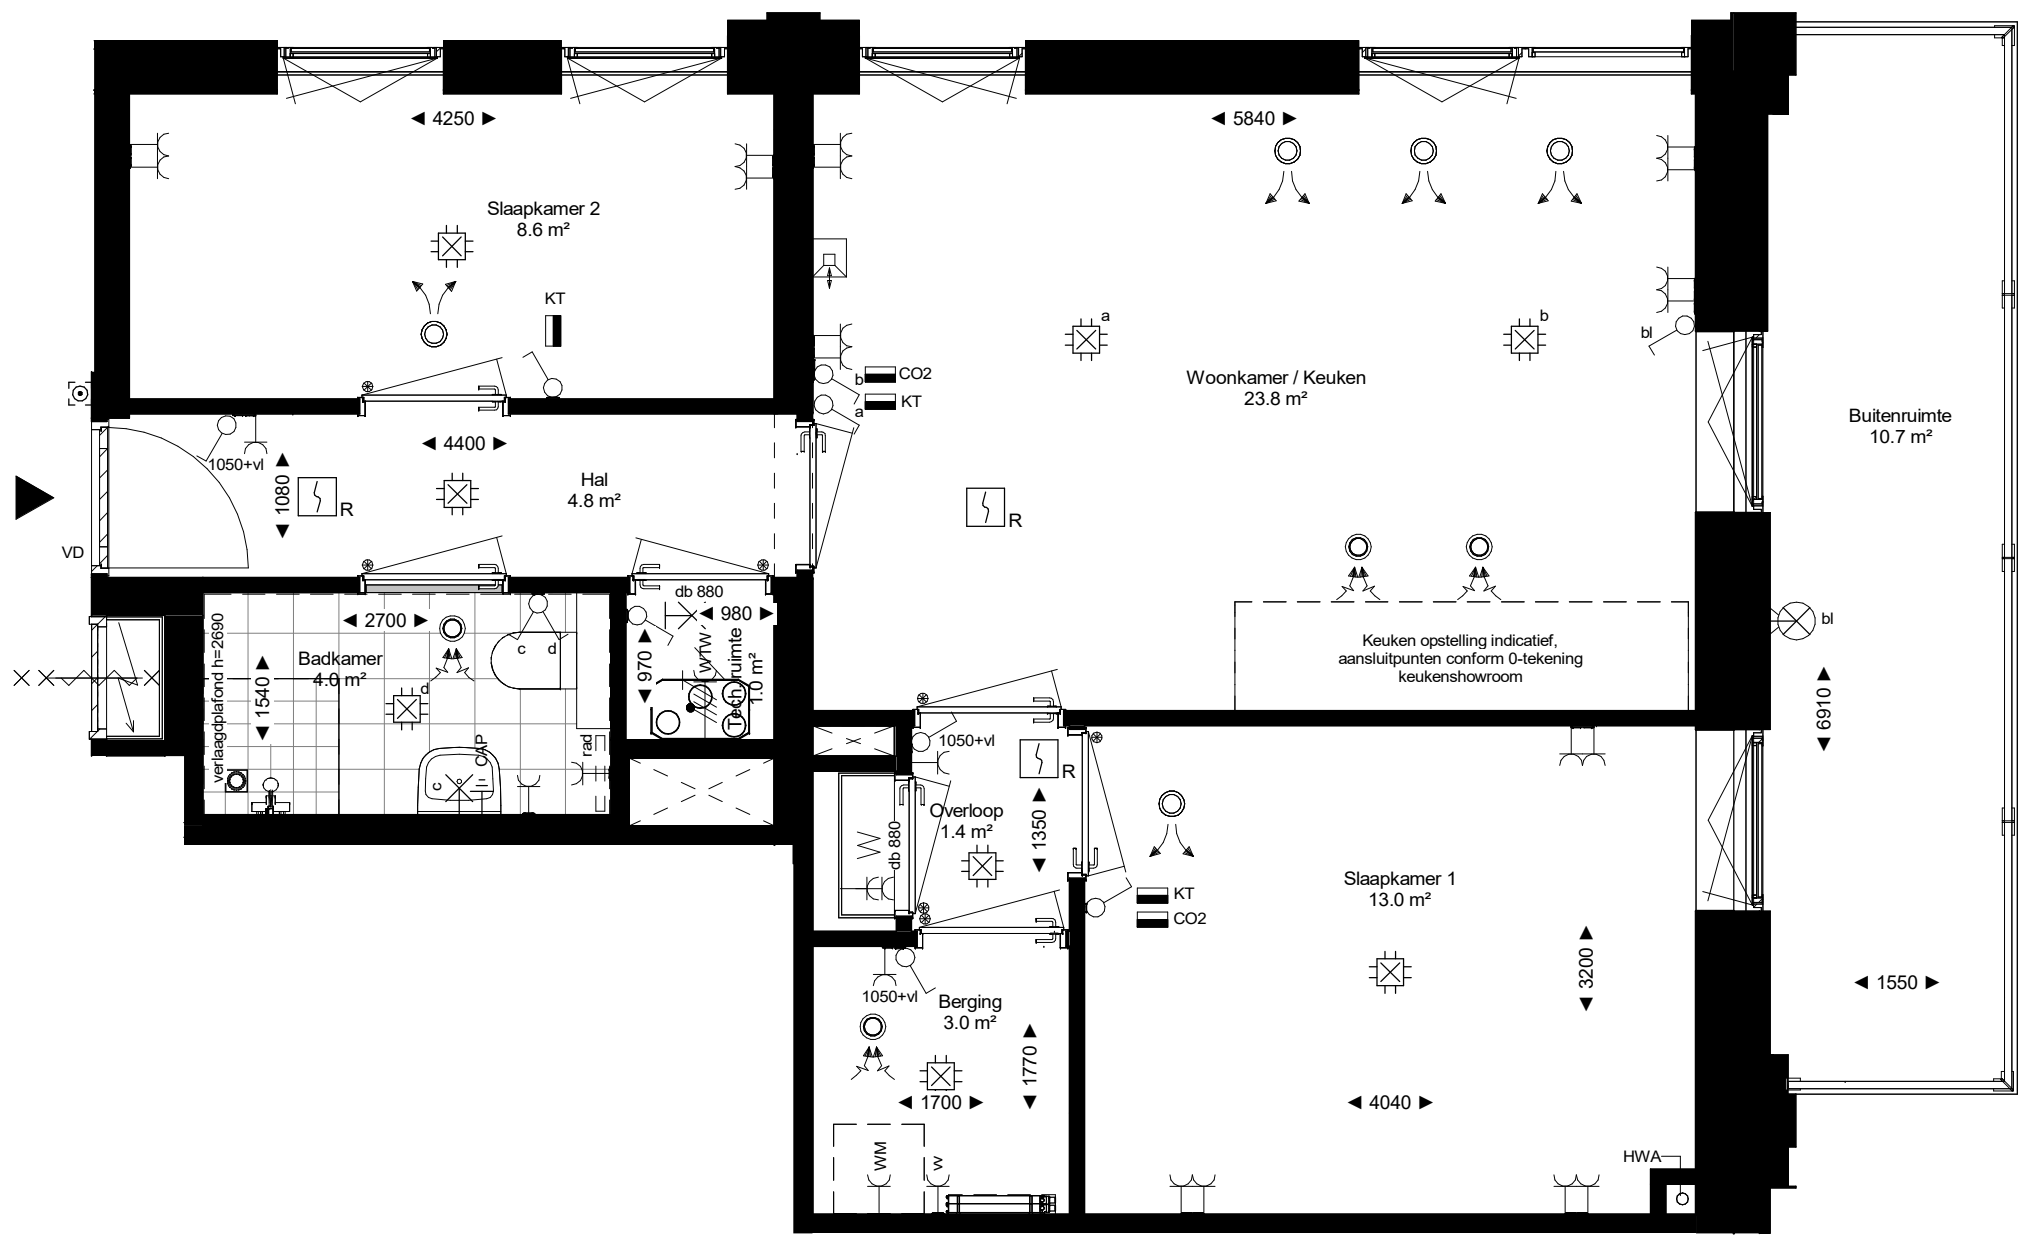 4250
5840
Slaapkamer 2
8.6 m²
KT
a
b
bl
CO2
b
KT
a
Woonkamer / Keuken
23.8 m²
Buitenruimte
10.7 m²
4400
1050+vl
1080
R
Hal
4.8 m²
R
VD
db 880
980
2700
verlaagdplafond h=2690
Badkamer
4.0 m²
1540
c
d
d
970
WTW
Tech. ruimte
1.0 m²
Keuken opstelling indicatief,
aansluitpunten conform 0-tekening
keukenshowroom
bl
6910
CAP
c
rad
1050+vl
R
Overloop
1.4 m²
1350
W
db 880
Slaapkamer 1
13.0 m²
KT
CO2
3200
1550
1050+vl
Berging
3.0 m²
1770
1700
4040
WM
W
HWA